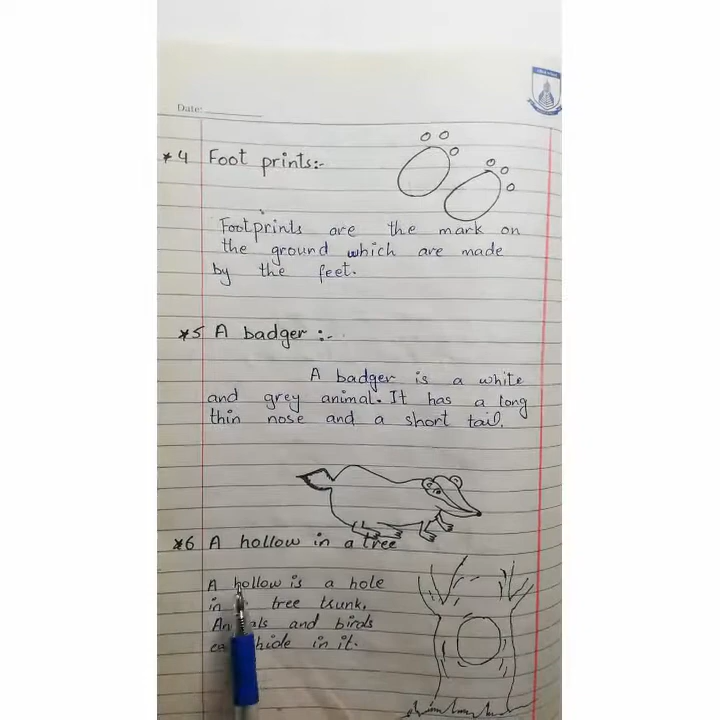 Date:
*4 Foot prints:-
Footprints are the mark on
the ground which are made
by the feet.
*5 A badger :-
A badger is a white
and grey animal. It has a long
thin nose and a short tail.
*6 A hollow in a tree
A hollow is a hole
in tree trunk.
and birds
hide in it.